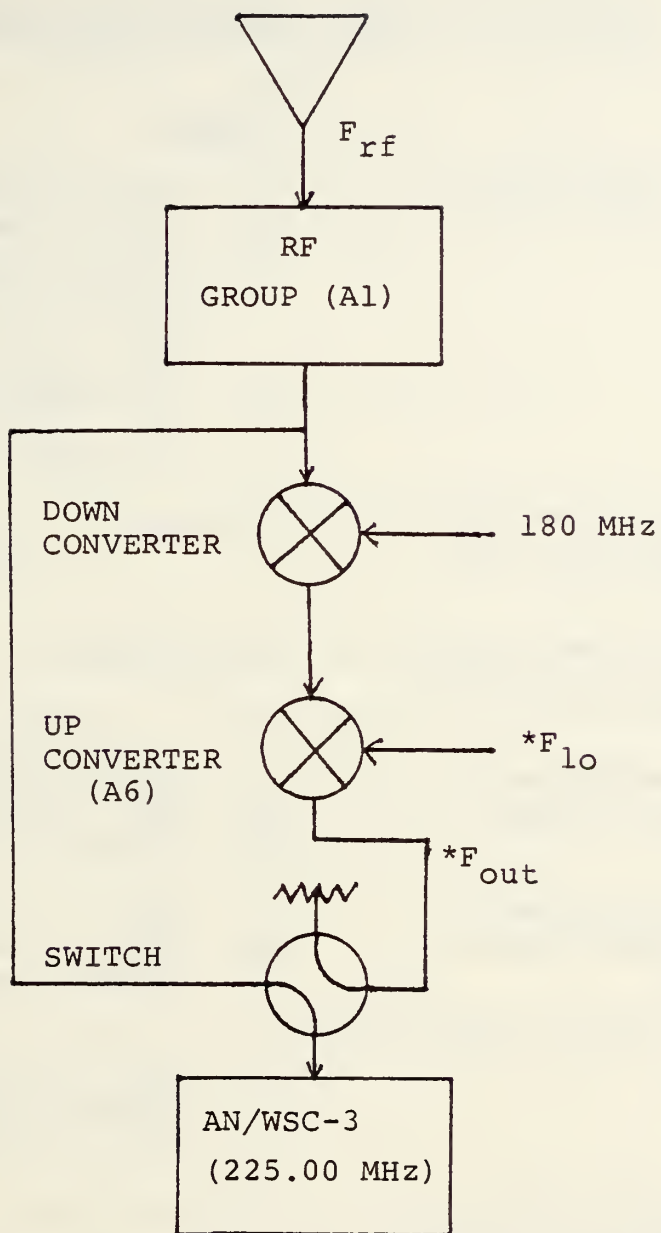 F_rf
RF
GROUP (A1)
DOWN
CONVERTER
180 MHz
UP
CONVERTER
(A6)
*F_lo
*F_out
SWITCH
AN/WSC-3
(225.00 MHz)